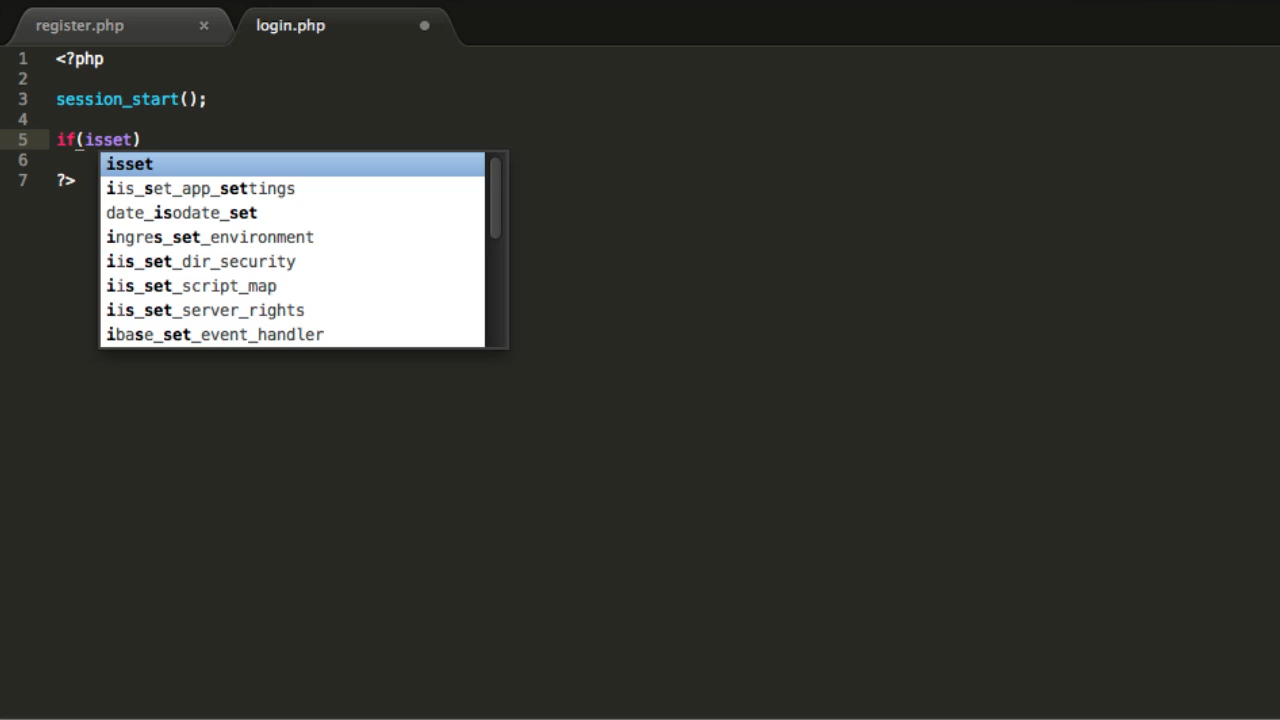 register.php × login.php
1 <?php
2
3 session_start();
4
5 if(isset)
6
7 ?>
isset
iis_set_app_settings
date_isodate_set
ingres_set_environment
iis_set_dir_security
iis_set_script_map
iis_set_server_rights
ibase_set_event_handler